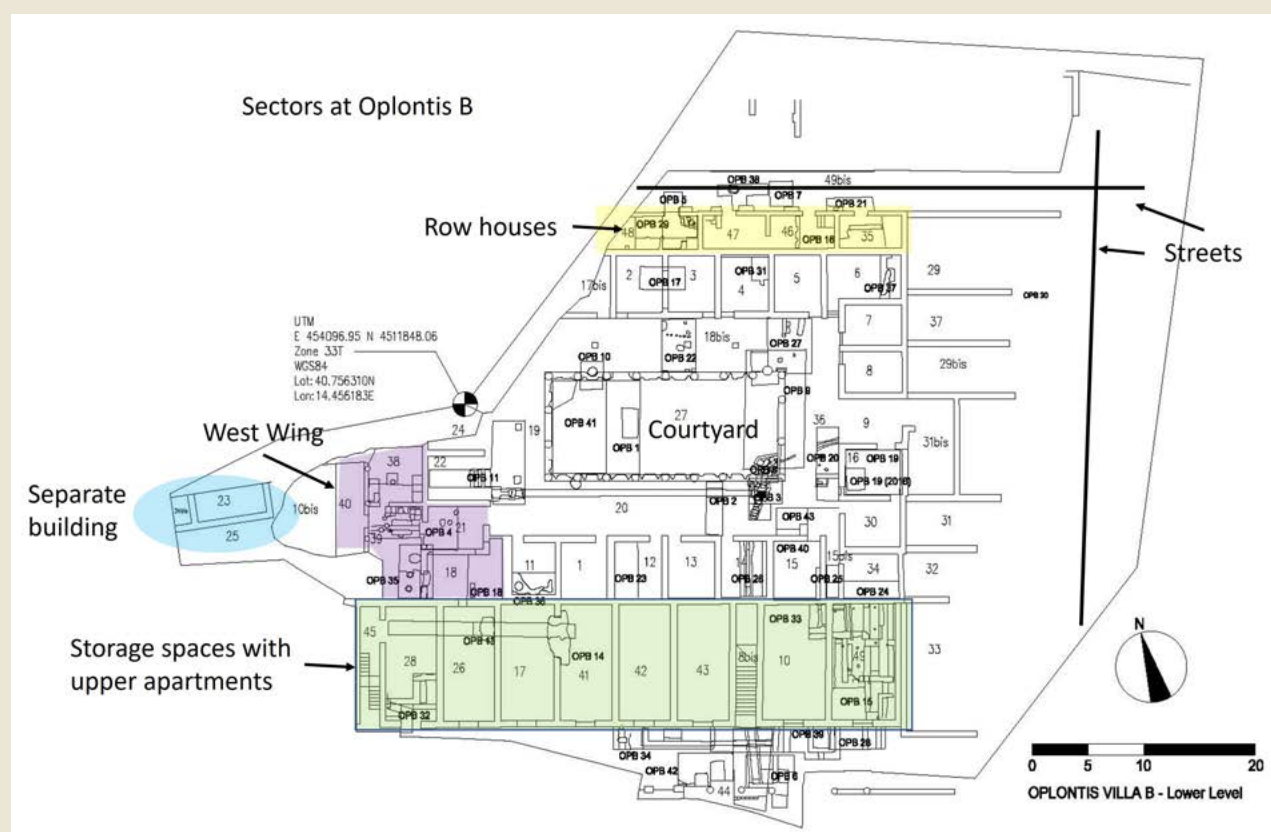 Sectors at Oplontis B
OPB 38
49bis
OPB 7
OPB 5
OPB 21
Row houses
48
OPB 29
47
46
OPB 16
35
Streets
2
OPB 17
3
OPB 31
4
5
6
OPB 37
29
17bis
OPB 30
UTM
E 454096.95 N 4511848.06
Zone 33T
WGS84
Lat:40.756310N
Lon:14.456183E
7
37
18bis
OPB 10
OPB 22
OPB 27
8
29bis
OPB 9
27
OPB 41
OPB 1
Courtyard
West Wing
24
19
36
9
31bis
38
22
OPB 11
OPB 20
16
OPB 19
OPB 19 (2016)
Separate
building
23
40
10bis
OPB 2
OPB 3
20
25
39
OPB 4
21
OPB 43
30
31
OPB 40
11
1
12
13
14
15
15bis
34
32
OPB 35
18
OPB 18
OPB 36
OPB 23
OPB 26
OPB 25
OPB 24
Storage spaces with
upper apartments
45
28
26
17
OPB 14
41
42
43
8bis
10
OPB 33
49
33
N
OPB 32
OPB 15
OPB 34
OPB 39
OPB 28
OPB 42
OPB 6
44
0 5 10 20
OPLONTIS VILLA B - Lower Level